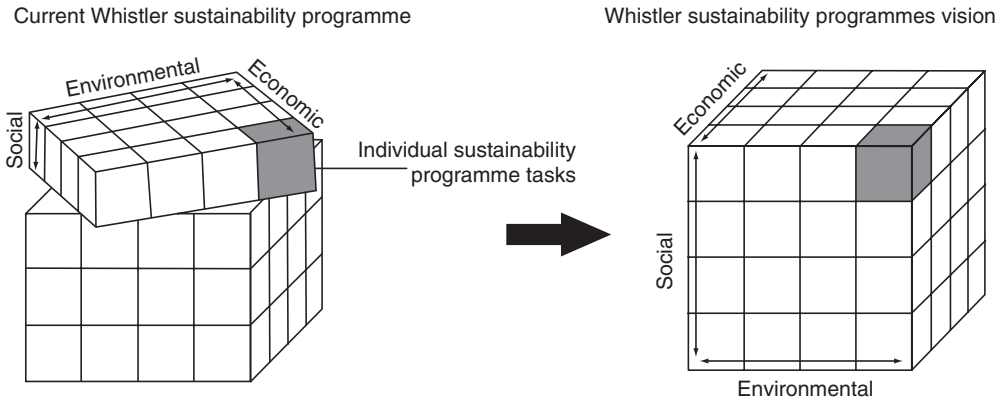 Current Whistler sustainability programme
Whistler sustainability programmes vision
Environmental
Economic
Social
Individual sustainability
programme tasks
Economic
Social
Environmental